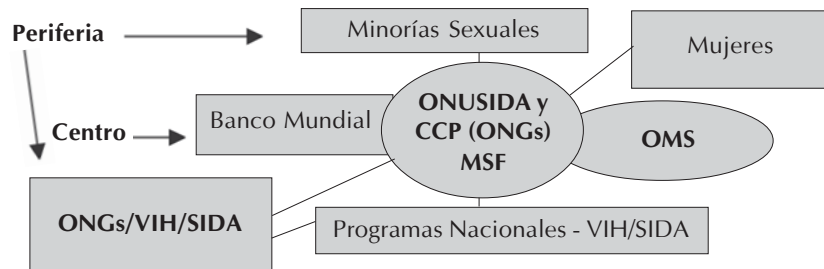 Periferia
Minorías Sexuales
Mujeres
Centro
Banco Mundial
ONUSIDA y
CCP (ONGs)
MSF
OMS
ONGs/VIH/SIDA
Programas Nacionales - VIH/SIDA